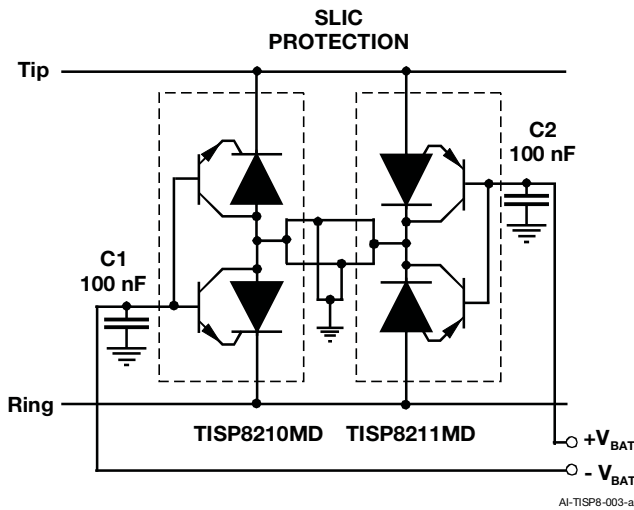 SLIC
PROTECTION
Tip
C2
100 nF
C1
100 nF
Ring
TISP8210MD TISP8211MD
+VBAT
- VBAT
AI-TISP8-003-a